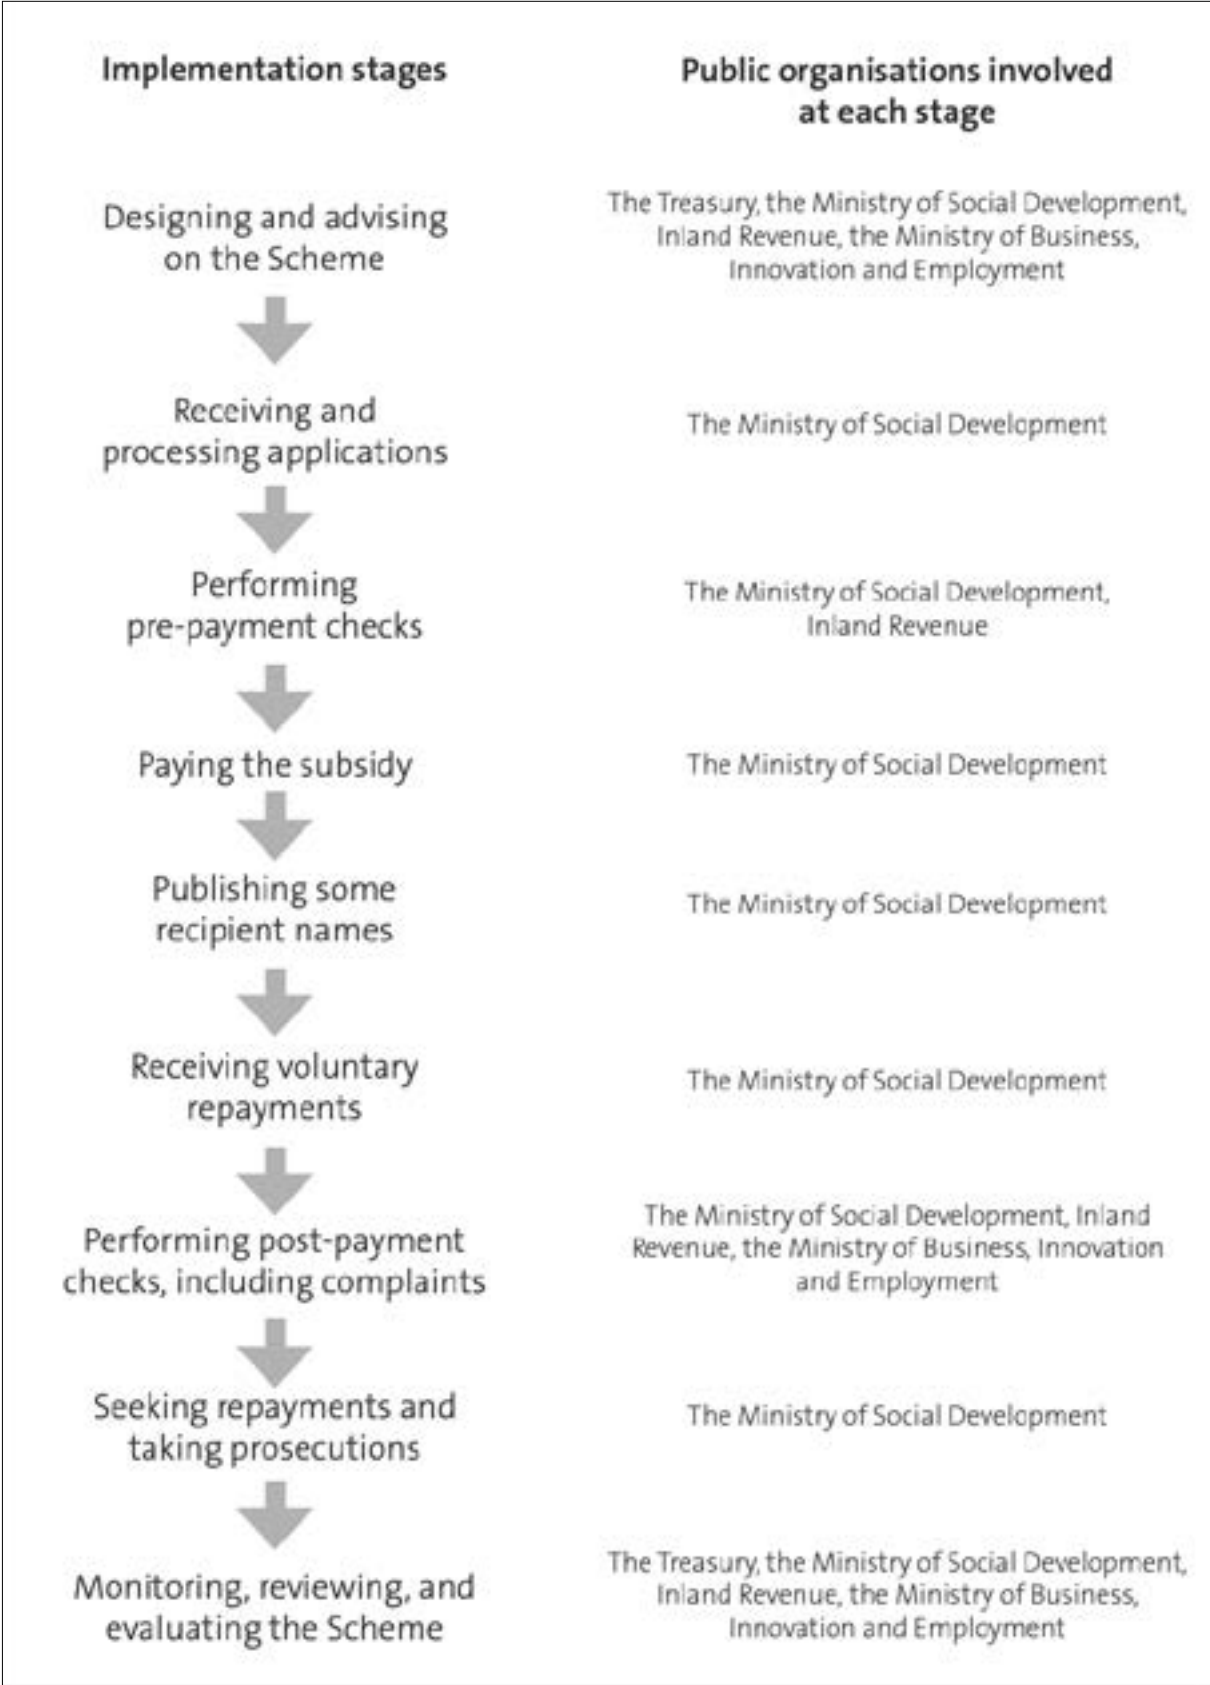 Implementation stages
Public organisations involved
at each stage
Designing and advising
on the Scheme
The Treasury, the Ministry of Social Development,
Inland Revenue, the Ministry of Business,
Innovation and Employment
Receiving and
processing applications
The Ministry of Social Development
Performing
pre-payment checks
The Ministry of Social Development,
Inland Revenue
Paying the subsidy
The Ministry of Social Development
Publishing some
recipient names
The Ministry of Social Development
Receiving voluntary
repayments
The Ministry of Social Development
Performing post-payment
checks, including complaints
The Ministry of Social Development, Inland
Revenue, the Ministry of Business, Innovation
and Employment
Seeking repayments and
taking prosecutions
The Ministry of Social Development
Monitoring, reviewing, and
evaluating the Scheme
The Treasury, the Ministry of Social Development,
Inland Revenue, the Ministry of Business,
Innovation and Employment